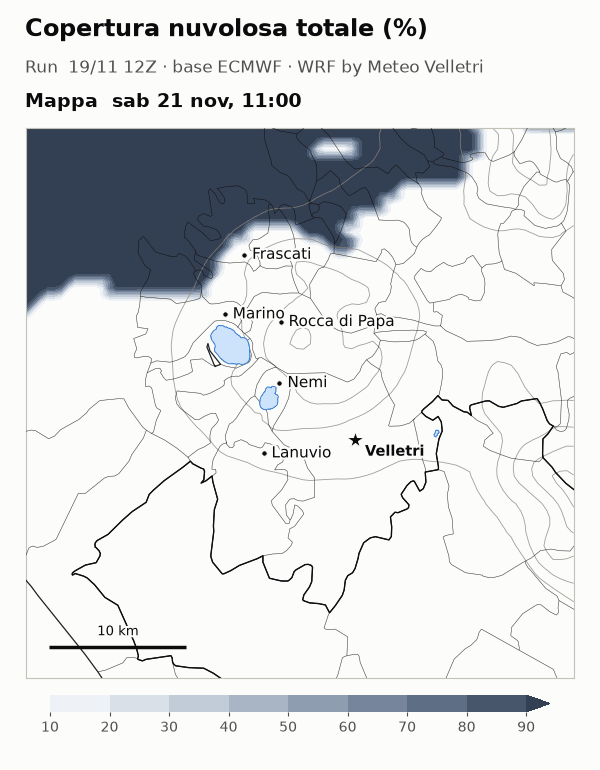 Copertura nuvolosa totale (%)
Run  19/11 12Z · base ECMWF · WRF by Meteo Velletri
Mappa  sab 21 nov, 11:00
Frascati
Marino
Rocca di Papa
Nemi
Velletri
Lanuvio
10 km
10 20 30 40 50 60 70 80 90